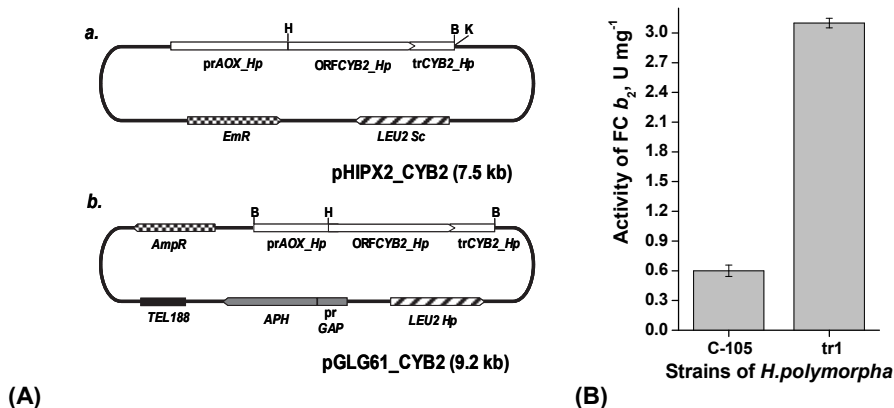 a.
H
B K
prAOX_Hp
ORFCYB2_Hp
trCYB2_Hp
EmR
LEU2 Sc
pHIPX2_CYB2 (7.5 kb)
b.
B
H
B
AmpR
prAOX_Hp
ORFCYB2_Hp
trCYB2_Hp
TEL188
APH
pr
GAP
LEU2 Hp
pGLG61_CYB2 (9.2 kb)
(A)
Activity of FC b₂, U mg⁻¹
3.0
2.7
2.4
2.1
1.8
1.5
1.2
0.9
0.6
0.3
0.0
C-105
tr1
Strains of H.polymorpha
(B)